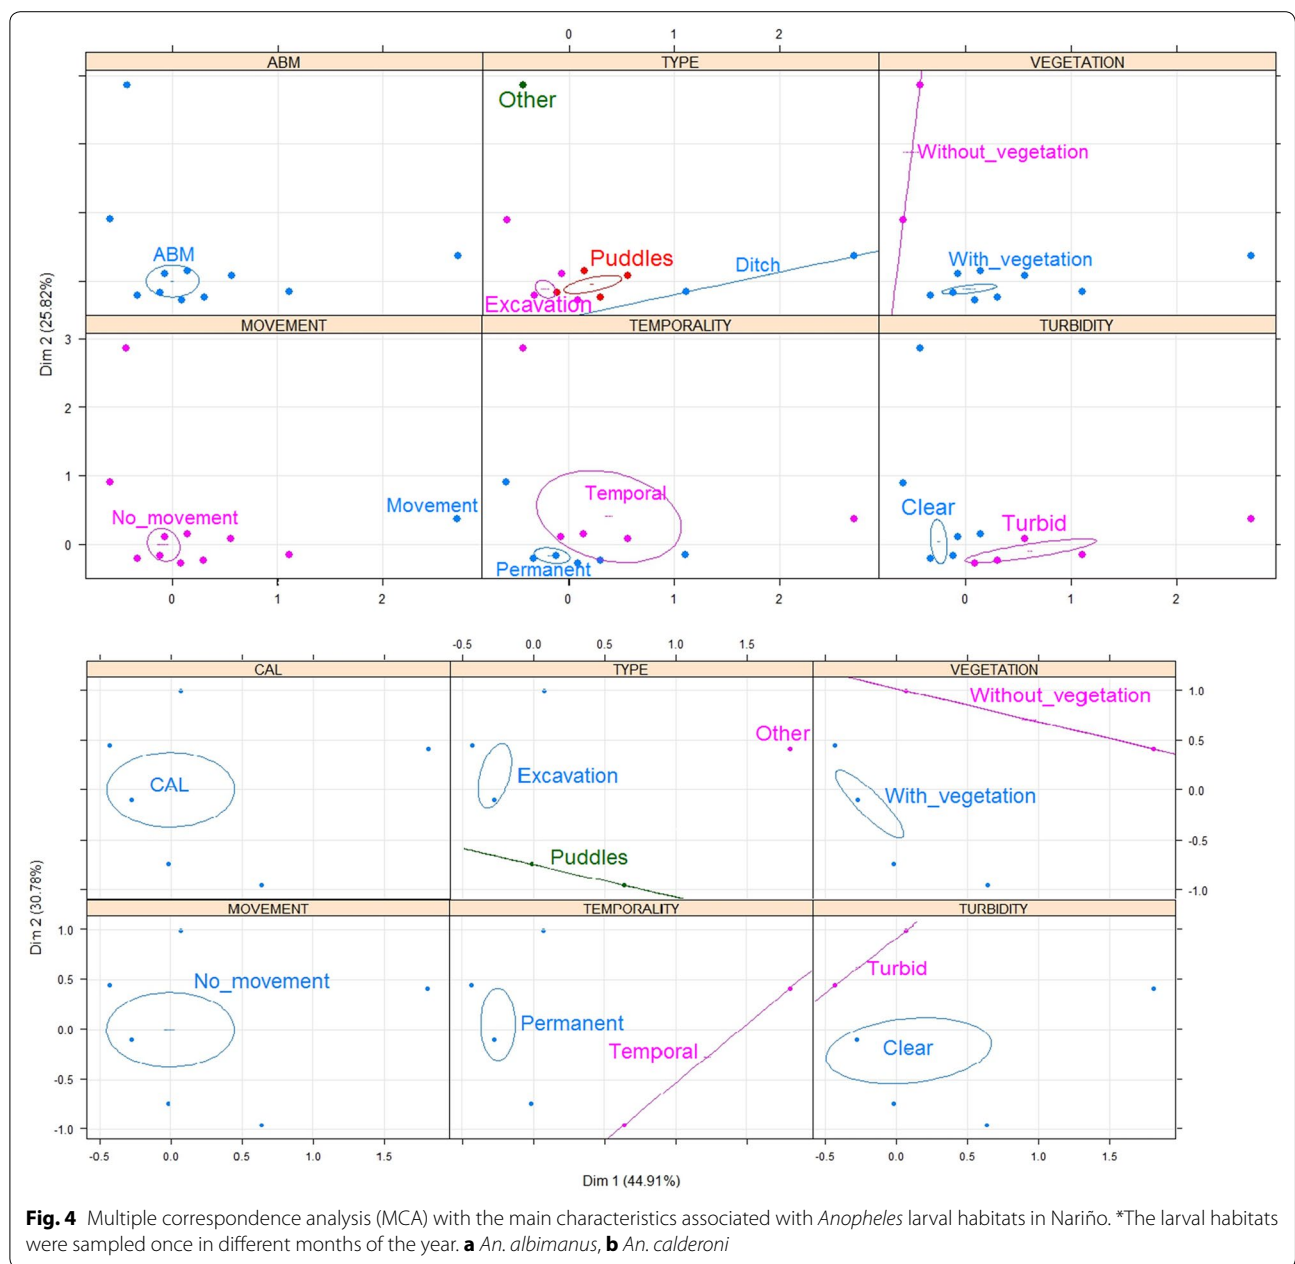 0 1 2
ABM TYPE VEGETATION
Other
Without_vegetation
ABM
Puddles
Ditch
With_vegetation
Excavation
Dim 2 (25.82%)
MOVEMENT TEMPORALITY TURBIDITY
3
2
1
0
Movement
No_movement
Temporal
Permanent
Clear
Turbid
0 1 2 0 1 2 0 1 2
-0.5 0.0 0.5 1.0 1.5
CAL TYPE VEGETATION
Without_vegetation
Other
Excavation
CAL
With_vegetation
Puddles
1.0
0.5
0.0
-0.5
-1.0
Dim 2 (30.78%)
MOVEMENT TEMPORALITY TURBIDITY
1.0
0.5
0.0
-0.5
-1.0
No_movement
Permanent
Temporal
Turbid
Clear
-0.5 0.0 0.5 1.0 1.5 -0.5 0.0 0.5 1.0 1.5
Dim 1 (44.91%)
Fig. 4 Multiple correspondence analysis (MCA) with the main characteristics associated with Anopheles larval habitats in Nariño. *The larval habitats
were sampled once in different months of the year. a An. albimanus, b An. calderoni